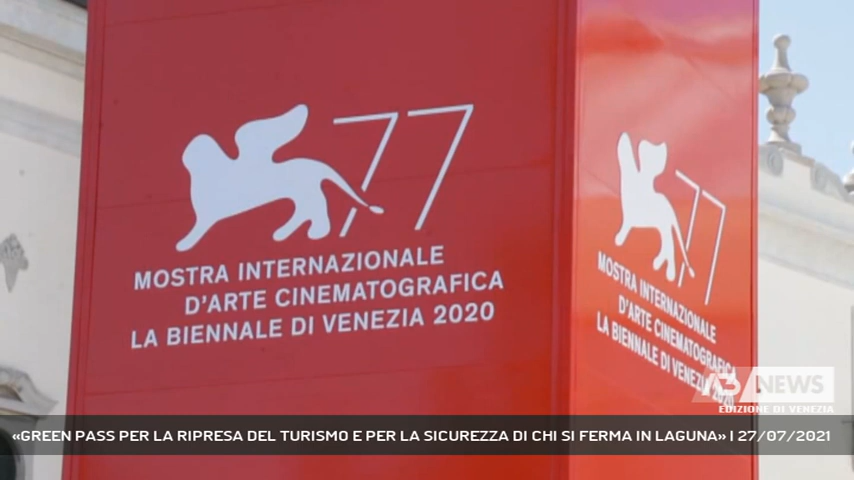 77
MOSTRA INTERNAZIONALE
D'ARTE CINEMATOGRAFICA
LA BIENNALE DI VENEZIA 2020
77
MOSTRA INTERNAZIONALE
D'ARTE CINEMATOGRAFICA
LA BIENNALE DI VENEZIA 2020
A3 NEWS
EDIZIONE DI VENEZIA
«GREEN PASS PER LA RIPRESA DEL TURISMO E PER LA SICUREZZA DI CHI SI FERMA IN LAGUNA» | 27/07/2021